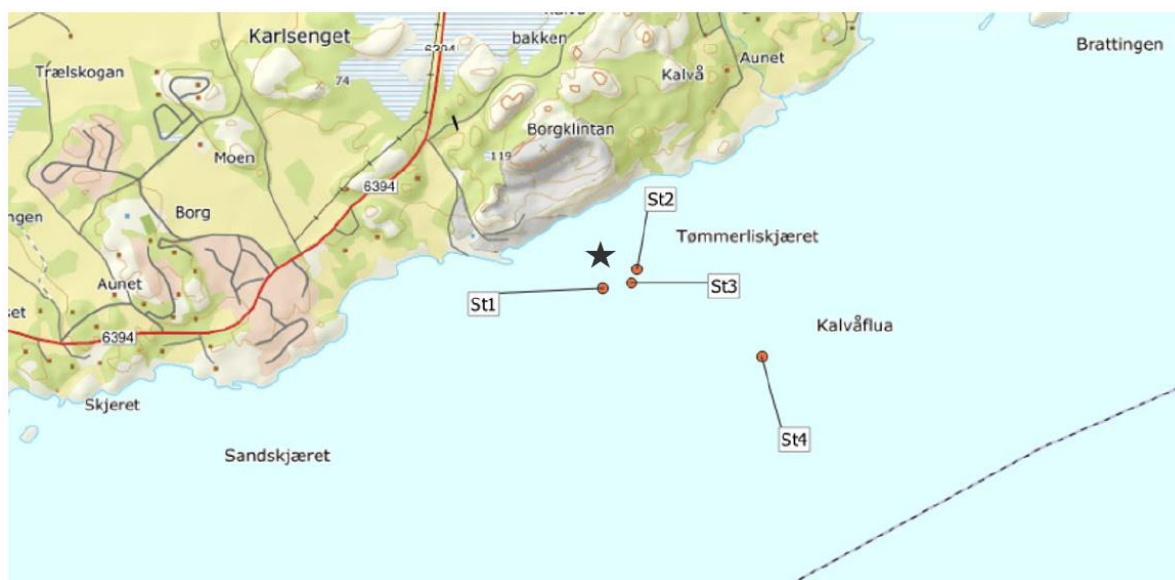 bakken
Karlsenget
6394
Brattingen
Trælskogan
74
Kalvå
Aunet
Borgklintan
119
Moen
6394
St2
ngen
Borg
Tømmerliskjæret
Aunet
St1
St3
set
Kalvåflua
6394
Skjeret
St4
Sandskjæret